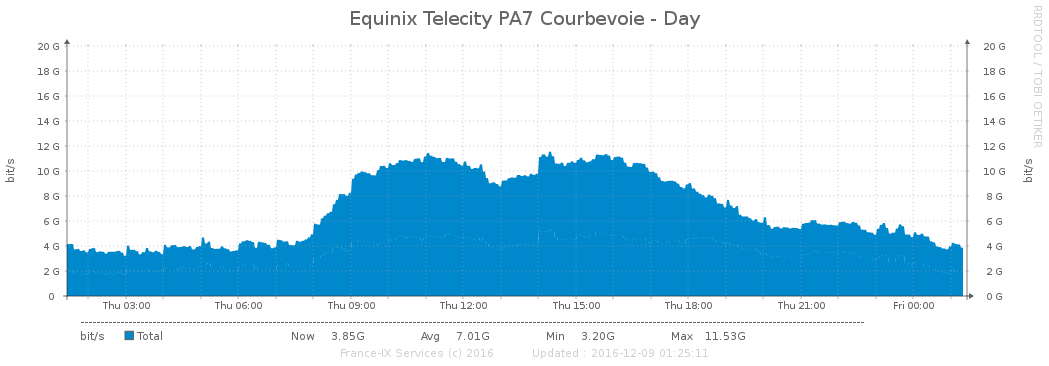 Equinix Telecity PA7 Courbevoie - Day
RRDTOOL / TOBI OETIKER
bit/s
20 G 20 G
18 G 18 G
16 G 16 G
14 G 14 G
12 G 12 G
10 G 10 G
8 G 8 G
6 G 6 G
4 G 4 G
2 G 2 G
0 0 G
bit/s
Thu 03:00 Thu 06:00 Thu 09:00 Thu 12:00 Thu 15:00 Thu 18:00 Thu 21:00 Fri 00:00
bit/s Total Now 3.85G Avg 7.01G Min 3.20G Max 11.53G
France-IX Services (c) 2016 Updated : 2016-12-09 01:25:11